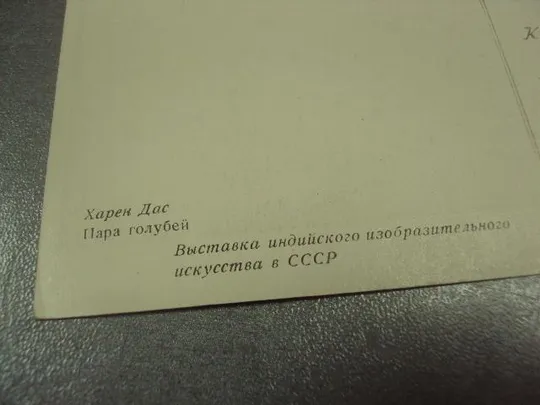 К
Харен Дас
Пара голубей
Выставка индийского изобразительного
искусства в СССР